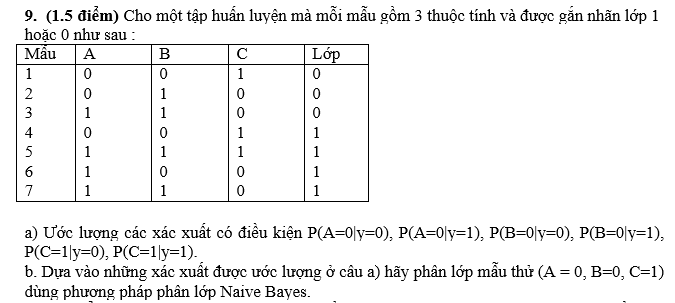 9. (1.5 điểm) Cho một tập huấn luyện mà mỗi mẫu gồm 3 thuộc tính và được gắn nhãn lớp 1
hoặc 0 như sau :
Mẫu A B C Lớp
1 0 0 1 0
2 0 1 0 0
3 1 1 0 0
4 0 0 1 1
5 1 1 1 1
6 1 0 0 1
7 1 1 0 1
a) Ước lượng các xác xuất có điều kiện P(A=0|y=0), P(A=0|y=1), P(B=0|y=0), P(B=0|y=1),
P(C=1|y=0), P(C=1|y=1).
b. Dựa vào những xác xuất được ước lượng ở câu a) hãy phân lớp mẫu thử (A = 0, B=0, C=1)
dùng phương pháp phân lớp Naive Bayes.